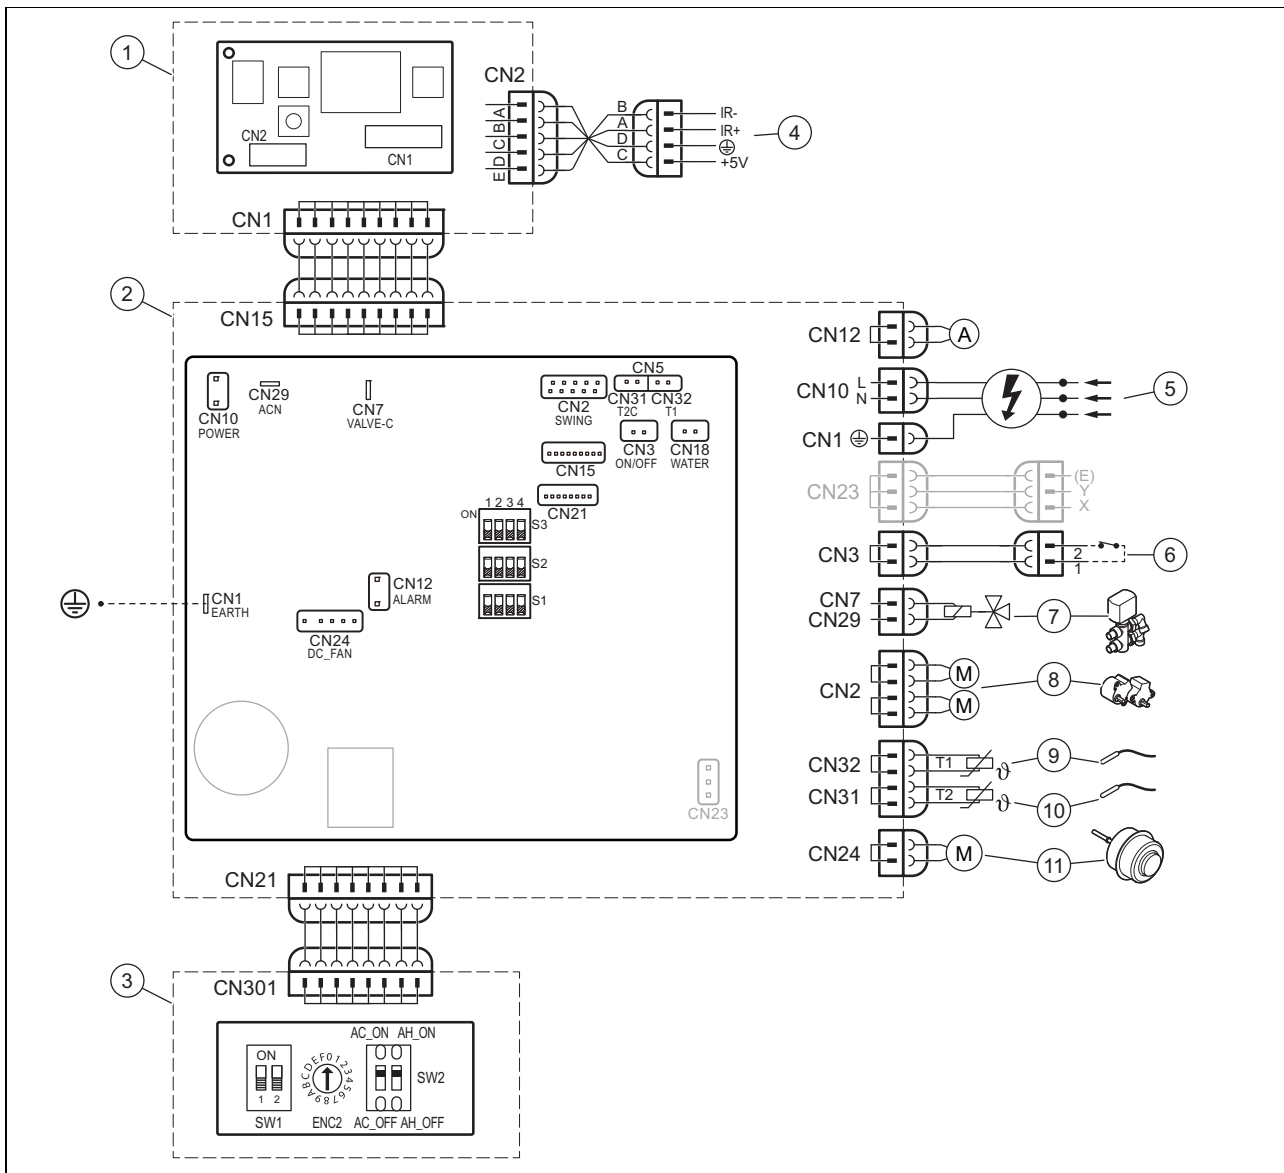 1
CN2
CN1
CN2
A
B
C
D
E
B
A
D
C
IR-
IR+
+5V
4
CN1
2
CN15
CN10
POWER
CN29
ACN
CN7
VALVE-C
CN2
SWING
CN5
CN31
T2C
CN32
T1
CN3
ON/OFF
CN18
WATER
CN15
CN21
ON
1 2 3 4
S3
S2
S1
CN12
ALARM
CN1
EARTH
CN24
DC_FAN
CN23
CN12
A
CN10
L
N
5
CN1
CN23
(E)
Y
X
CN3
2
1
6
CN7
CN29
7
CN2
M
M
8
CN32
T1
ϑ
9
CN31
T2
ϑ
10
CN24
M
11
CN21
3
CN301
ON
1 2
SW1
0123456789ABCDEF
ENC2
AC_ON AH_ON
SW2
AC_OFF AH_OFF